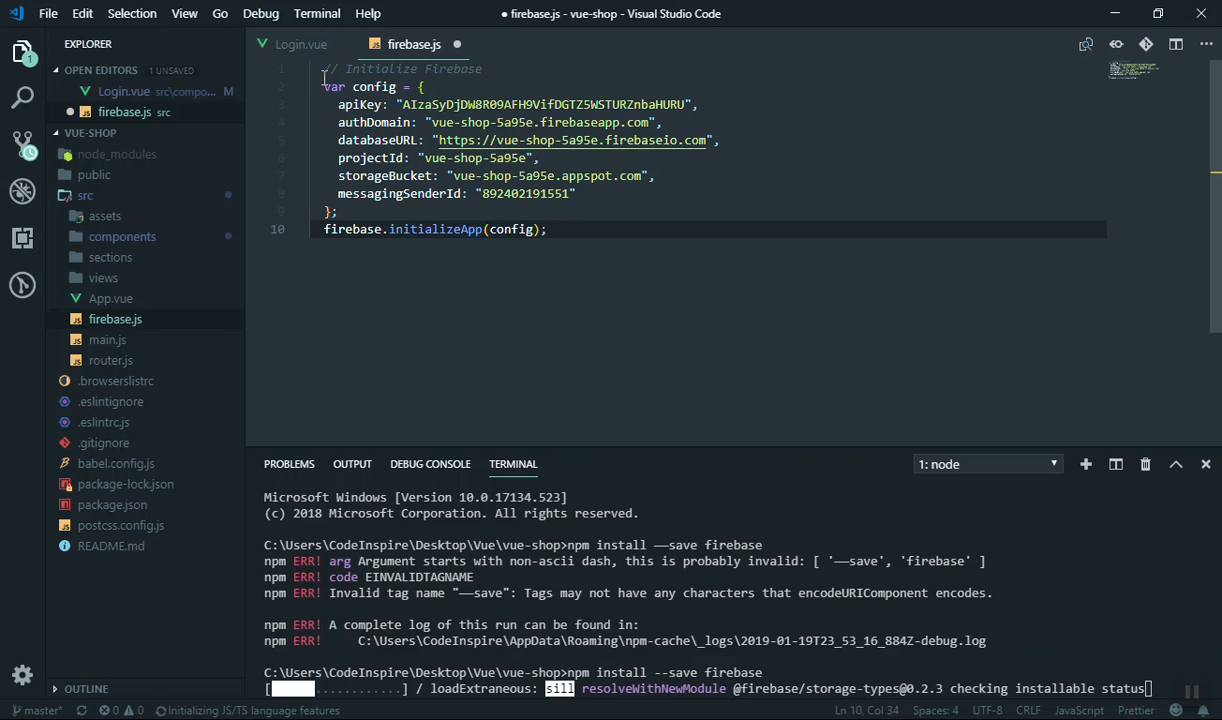 File Edit Selection View Go Debug Terminal Help ● firebase.js - vue-shop - Visual Studio Code
EXPLORER
Login.vue
firebase.js
OPEN EDITORS 1 UNSAVED
Login.vue src\compo... M
firebase.js src
VUE-SHOP
node_modules
public
src
assets
components
sections
views
App.vue
firebase.js
main.js
router.js
.browserslistrc
.eslintignore
.eslintrc.js
.gitignore
babel.config.js
package-lock.json
package.json
postcss.config.js
README.md
OUTLINE
1 // Initialize Firebase
2 var config = {
3 apiKey: "AIzaSyDjDW8R09AFH9VifDGTZ5WSTURZnbaHURU",
4 authDomain: "vue-shop-5a95e.firebaseapp.com",
5 databaseURL: "https://vue-shop-5a95e.firebaseio.com",
6 projectId: "vue-shop-5a95e",
7 storageBucket: "vue-shop-5a95e.appspot.com",
8 messagingSenderId: "892402191551"
9 };
10 firebase.initializeApp(config);
PROBLEMS OUTPUT DEBUG CONSOLE TERMINAL 1: node
Microsoft Windows [Version 10.0.17134.523]
(c) 2018 Microsoft Corporation. All rights reserved.
C:\Users\CodeInspire\Desktop\Vue\vue-shop>npm install ——save firebase
npm ERR! arg Argument starts with non-ascii dash, this is probably invalid: [ '——save', 'firebase' ]
npm ERR! code EINVALIDTAGNAME
npm ERR! Invalid tag name "——save": Tags may not have any characters that encodeURIComponent encodes.
npm ERR! A complete log of this run can be found in:
npm ERR! C:\Users\CodeInspire\AppData\Roaming\npm-cache\_logs\2019-01-19T23_53_16_884Z-debug.log
C:\Users\CodeInspire\Desktop\Vue\vue-shop>npm install --save firebase
[ ............] / loadExtraneous: sill resolveWithNewModule @firebase/storage-types@0.2.3 checking installable status
master* 0 0 Initializing JS/TS language features Ln 10, Col 34 Spaces: 4 UTF-8 CRLF JavaScript Prettier